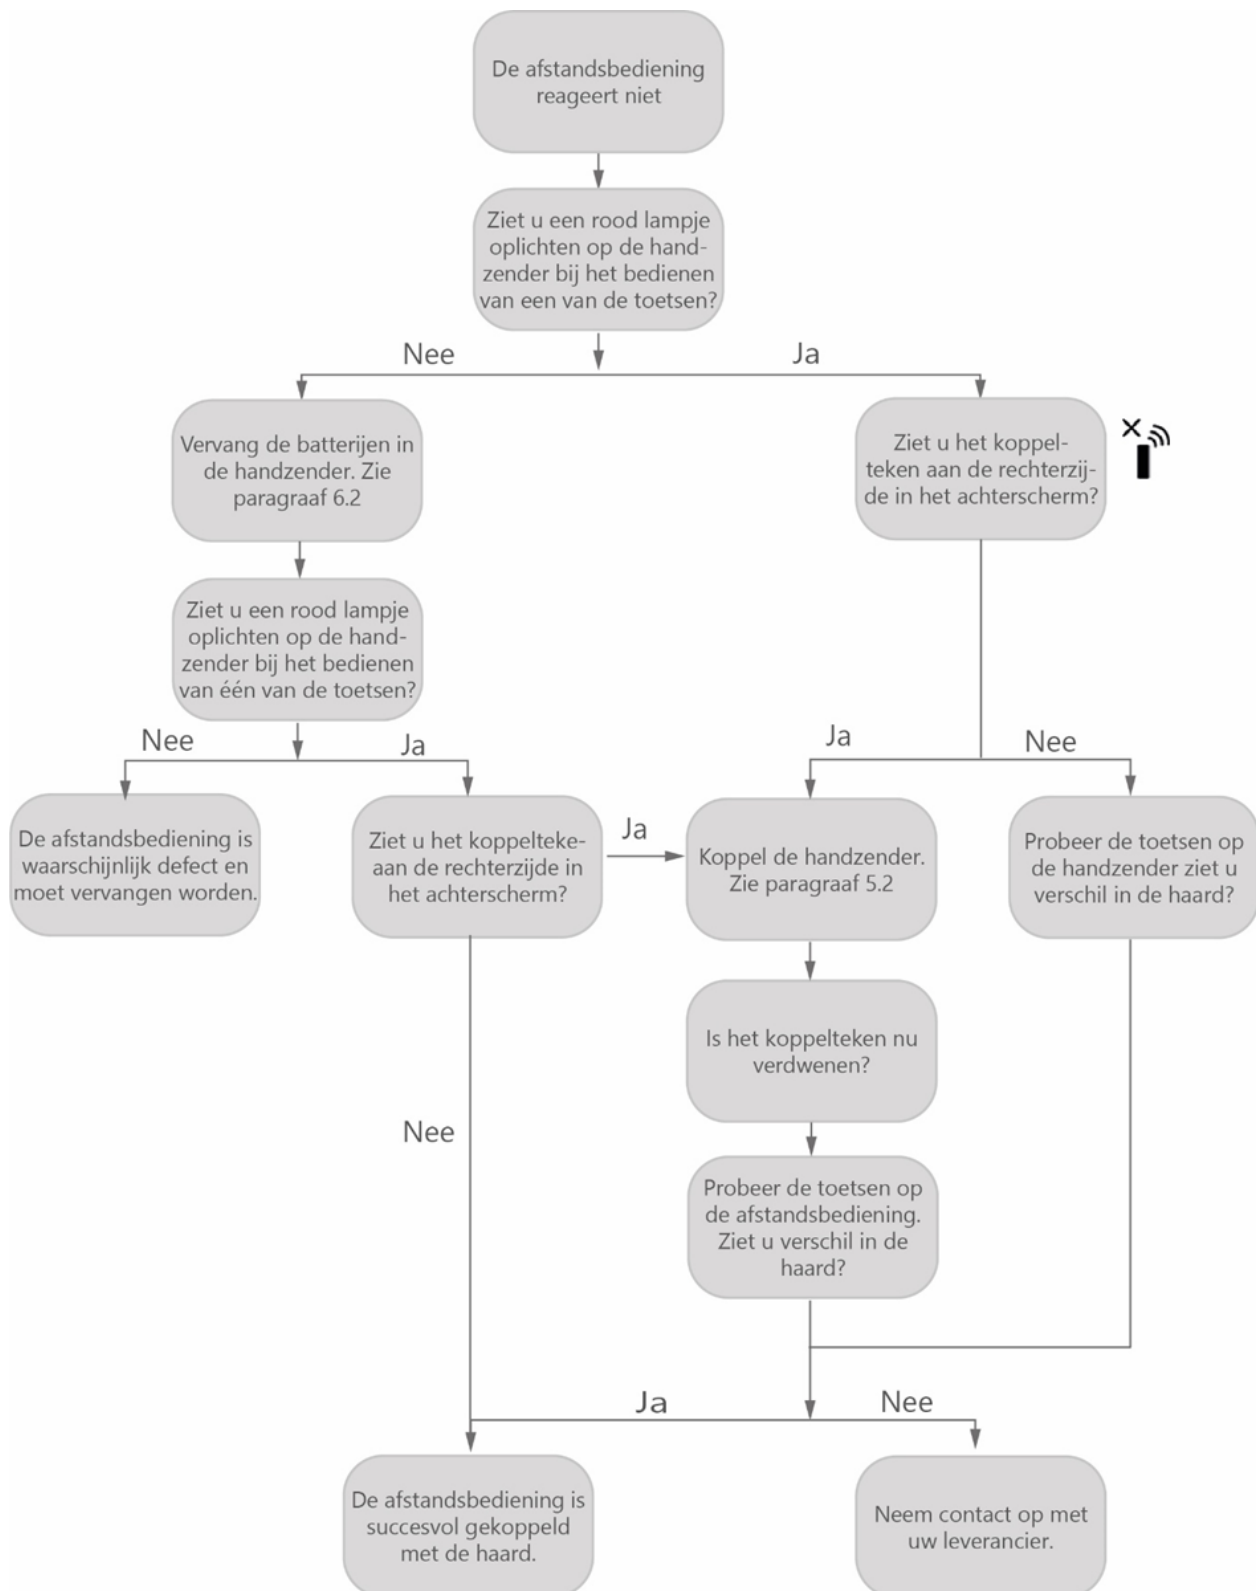 De afstandsbediening
reageert niet
Ziet u een rood lampje
oplichten op de hand-
zender bij het bedienen
van een van de toetsen?
Nee
Ja
Vervang de batterijen in
de handzender. Zie
paragraaf 6.2
Ziet u het koppel-
teken aan de rechterzij-
de in het achterscherm?
Ziet u een rood lampje
oplichten op de hand-
zender bij het bedienen
van één van de toetsen?
Nee
Ja
Ja
Nee
De afstandsbediening is
waarschijnlijk defect en
moet vervangen worden.
Ziet u het koppelteke-
aan de rechterzijde in
het achterscherm?
Ja
Koppel de handzender.
Zie paragraaf 5.2
Probeer de toetsen op
de handzender ziet u
verschil in de haard?
Is het koppelteken nu
verdwenen?
Nee
Probeer de toetsen op
de afstandsbediening.
Ziet u verschil in de
haard?
Ja
Nee
De afstandsbediening is
succesvol gekoppeld
met de haard.
Neem contact op met
uw leverancier.